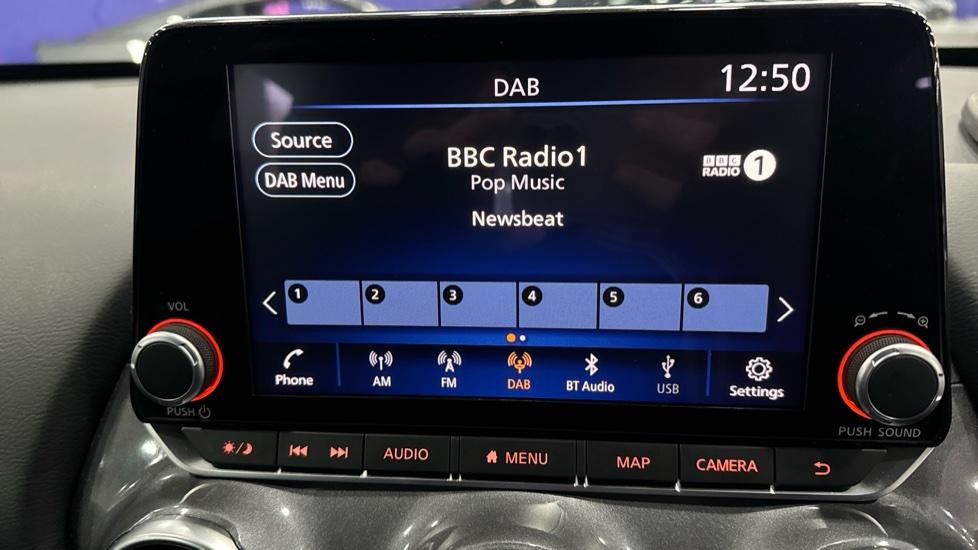 DAB
12:50
Source
DAB Menu
BBC Radio1
Pop Music
Newsbeat
BBC
RADIO 1
1 2 3 4 5 6
Phone
AM
FM
DAB
BT Audio
USB
Settings
VOL
PUSH
PUSH SOUND
AUDIO
MENU
MAP
CAMERA